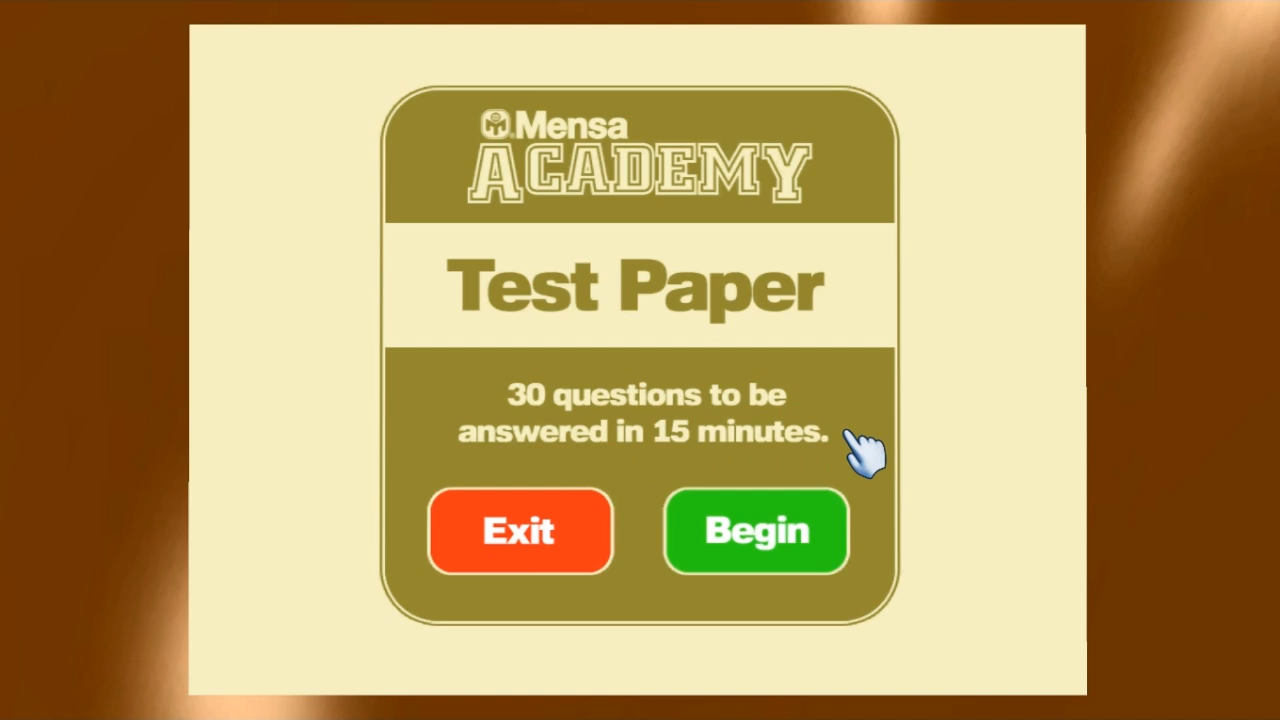 Mensa
ACADEMY
Test Paper
30 questions to be
answered in 15 minutes.
Exit
Begin